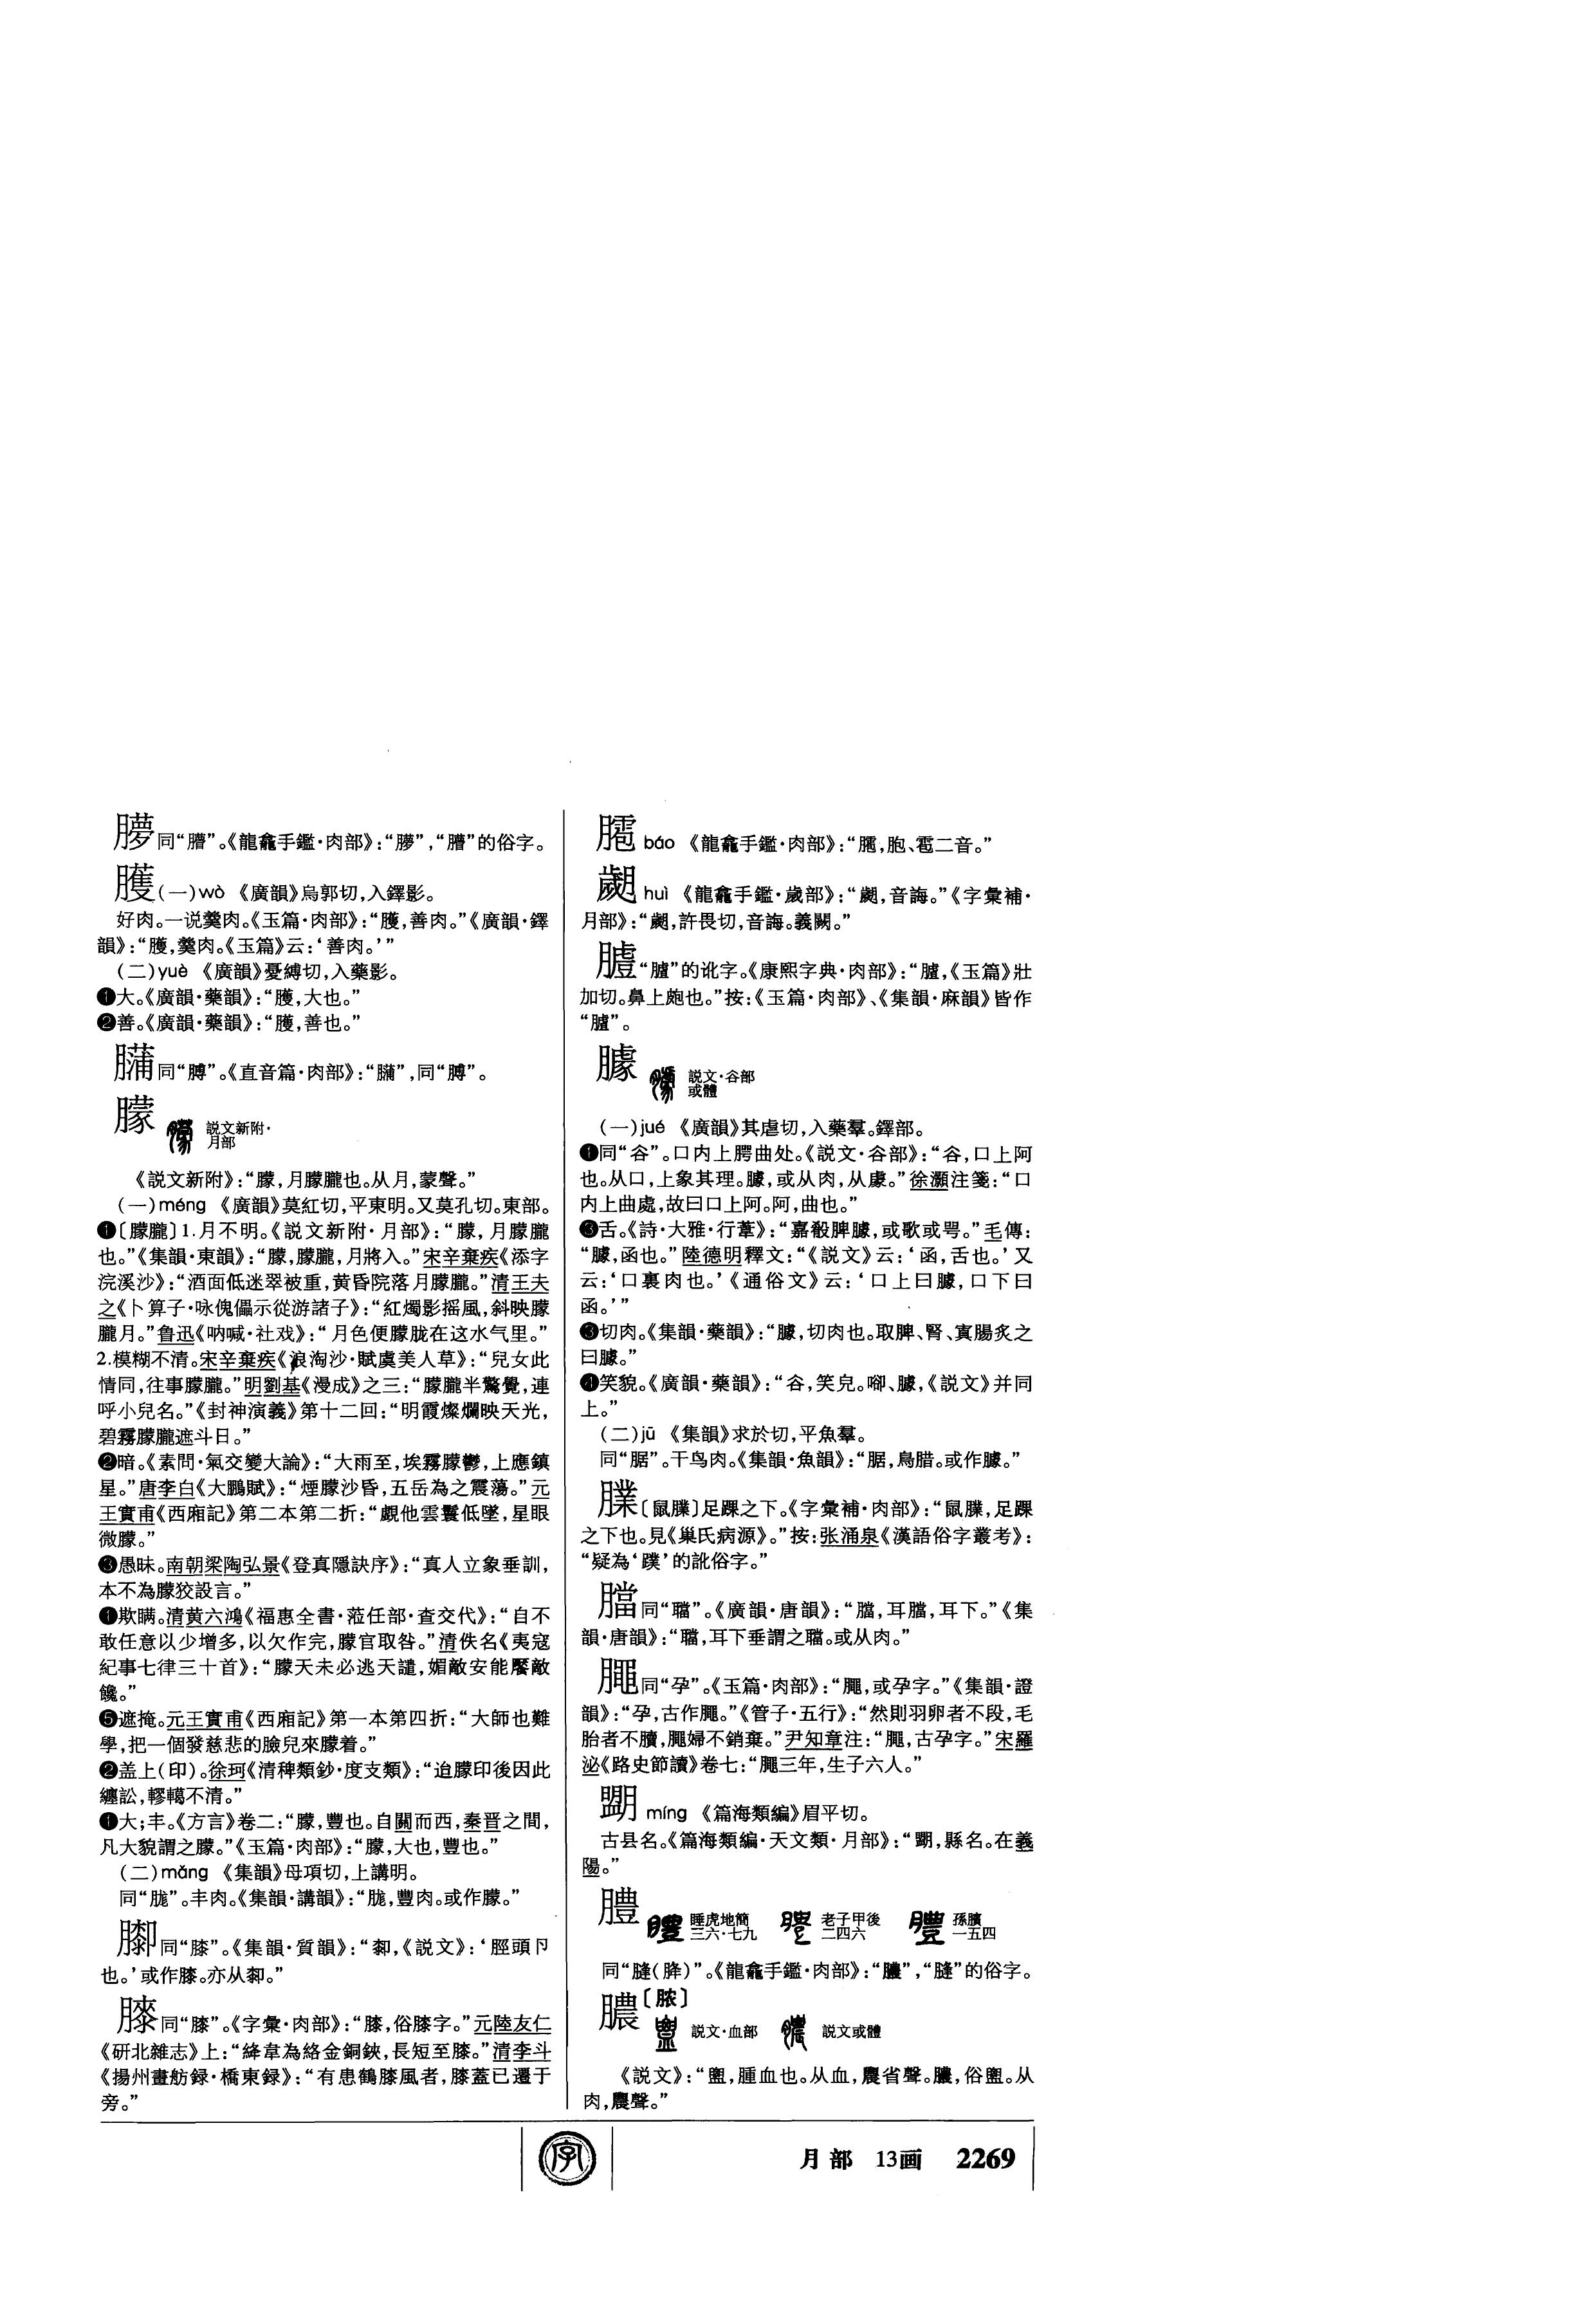 同“膤”。《龍龕手鑑·肉部》:“”,“”的俗字。
臒(一)wò 《廣韻》烏郭切,入鐸影。
好肉。一说羹肉。《玉篇·肉部》:“臒,善肉。”《廣韻·鐸
韻》:“臒,羹肉。《玉篇》云:‘善肉。’”
(二)yuè 《廣韻》憂縛切,入藥影。
❶大。《廣韻·藥韻》:“臒,大也。”
❷善。《廣韻·藥韻》:“臒,善也。”
同“膊”。《直音篇·肉部》:“”,同“膊”。
朦 説文新附·
月部
《説文新附》:“朦,月朦朧也。从月,蒙聲。”
(一)méng 《廣韻》莫紅切,平東明。又莫孔切。東部。
❶〔朦朧〕1.月不明。《説文新附·月部》:“朦,月朦朧
也。”《集韻·東韻》:“朦,朦朧,月將入。”宋辛棄疾《添字
浣溪沙》:“酒面低迷翠被重,黄昏院落月朦朧。”清王夫
之《卜算子·咏傀儡示從游諸子》:“紅燭影摇風,斜映朦
朧月。”鲁迅《呐喊·社戏》:“月色便朦胧在这水气里。”
2.模糊不清。宋辛棄疾《浪淘沙·賦虞美人草》:“兒女此
情同,往事朦朧。”明劉基《漫成》之三:“朦朧半驚覺,連
呼小兒名。”《封神演義》第十二回:“明霞燦爛映天光,
碧霧朦朧遮斗日。”
❷暗。《素問·氣交變大論》:“大雨至,埃霧朦鬱,上應鎮
星。”唐李白《大鵬賦》:“煙朦沙昏,五岳為之震蕩。”元
王實甫《西廂記》第二本第二折:“覷他雲鬟低墜,星眼
微朦。”
❸愚昧。南朝梁陶弘景《登真隱訣序》:“真人立象垂訓,
本不為朦狡設言。”
❶欺瞒。清黄六鴻《福惠全書·蒞任部·查交代》:“自不
敢任意以少增多,以欠作完,朦官取咎。”清佚名《夷寇
紀事七律三十首》:“朦天未必逃天譴,媚敵安能饜敵
饞。”
❺遮掩。元王實甫《西廂記》第一本第四折:“大師也難
學,把一個發慈悲的臉兒來朦着。”
❷盖上(印)。徐珂《清稗類鈔·度支類》:“迨朦印後因此
纏訟,轇轕不清。”
❶大;丰。《方言》卷二:“朦,豐也。自關而西,秦晋之間,
凡大貌謂之朦。”《玉篇·肉部》:“朦,大也,豐也。”
(二)mǎng 《集韻》母項切,上講明。
同“胧”。丰肉。《集韻·講韻》:“胧,豐肉。或作朦。”
同“膝”。《集韻·質韻》:“厀,《説文》:‘脛頭卪
也。’或作膝。亦从厀。”
同“膝”。《字彙·肉部》:“,俗膝字。”元陸友仁
《研北雜志》上:“絳韋為絡金銅鋏,長短至膝。”清李斗
《揚州畫舫録·橋東録》:“有患鶴膝風者,膝蓋已遷于
旁。”
báo 《龍龕手鑑·肉部》:“,胞、雹二音。”
huì 《龍龕手鑑·歲部》:“,音誨。”《字彙補·
月部》:“,許畏切,音誨。義闕。”
“”的讹字。《康熙字典·肉部》:“,《玉篇》壯
加切。鼻上皰也。”按:《玉篇·肉部》、《集韻·麻韻》皆作
“”。
臄 説文·谷部
或體
(一)jué 《廣韻》其虐切,入藥羣。鐸部。
❶同“谷”。口内上腭曲处。《説文·谷部》:“谷,口上阿
也。从口,上象其理。臄,或从肉,从豦。”徐灝注箋:“口
内上曲處,故曰口上阿。阿,曲也。”
❸舌。《詩·大雅·行葦》:“嘉殽脾臄,或歌或咢。”毛傳:
“臄,函也。”陸德明釋文:“《説文》云:‘函,舌也。’又
云:‘口裏肉也。’《通俗文》云:‘口上曰臄,口下曰
函。’”
❸切肉。《集韻·藥韻》:“臄,切肉也。取脾、腎、實腸炙之
曰臄。”
❹笑貌。《廣韻·藥韻》:“谷,笑皃。㖸、臄,《説文》并同
上。”
(二)jū 《集韻》求於切,平魚羣。
同“腒”。干鸟肉。《集韻·魚韻》:“腒,鳥腊。或作臄。”
〔鼠〕足踝之下。《字彙補·肉部》:“鼠,足踝
之下也。見《巢氏病源》。”按:张涌泉《漢語俗字叢考》:
“疑為‘蹼’的訛俗字。”
同“”。《廣韻·唐韻》:“,耳,耳下。”《集
韻·唐韻》:“,耳下垂謂之。或从肉。”
同“孕”。《玉篇·肉部》:“,或孕字。”《集韻·證
韻》:“孕,古作。”《管子·五行》:“然則羽卵者不段,毛
胎者不贕,婦不銷棄。”尹知章注:“,古孕字。”宋羅
泌《路史節讀》卷七:“三年,生子六人。”
míng 《篇海類編》眉平切。
古县名。《篇海類編·天文類·月部》:“,縣名。在義
陽。”
膿 睡虎地簡 老子甲後 孫臏
三六·七九 二四六 一五四
同“(胮)”。《龍龕手鑑·肉部》:“”,“”的俗字。
膿〔脓〕
説文·血部 説文或體
《説文》:“盥,腫血也。从血,農省聲。膿,俗。从
肉,農聲。”
月部 13画 2269